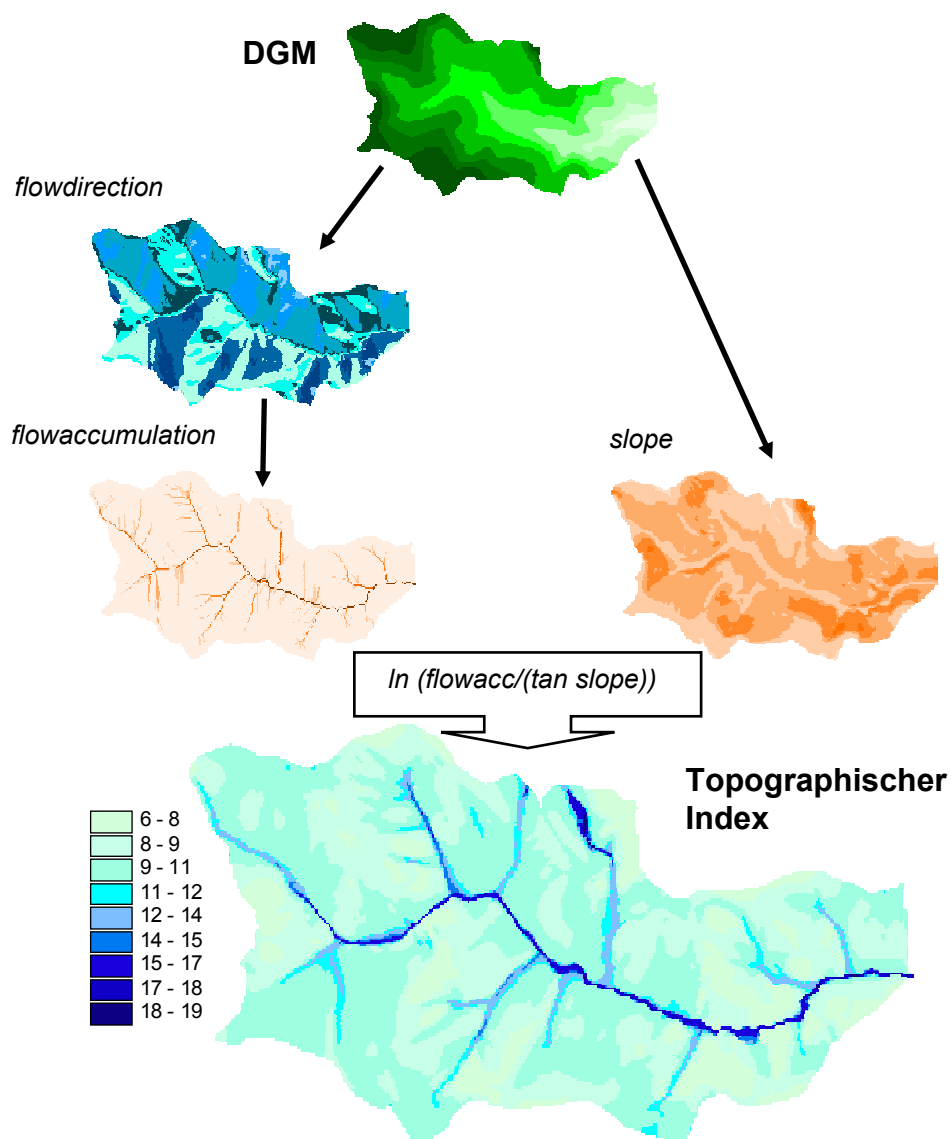 DGM
flowdirection
flowaccumulation
slope
ln (flowacc/(tan slope))
Topographischer
Index
6 - 8
8 - 9
9 - 11
11 - 12
12 - 14
14 - 15
15 - 17
17 - 18
18 - 19